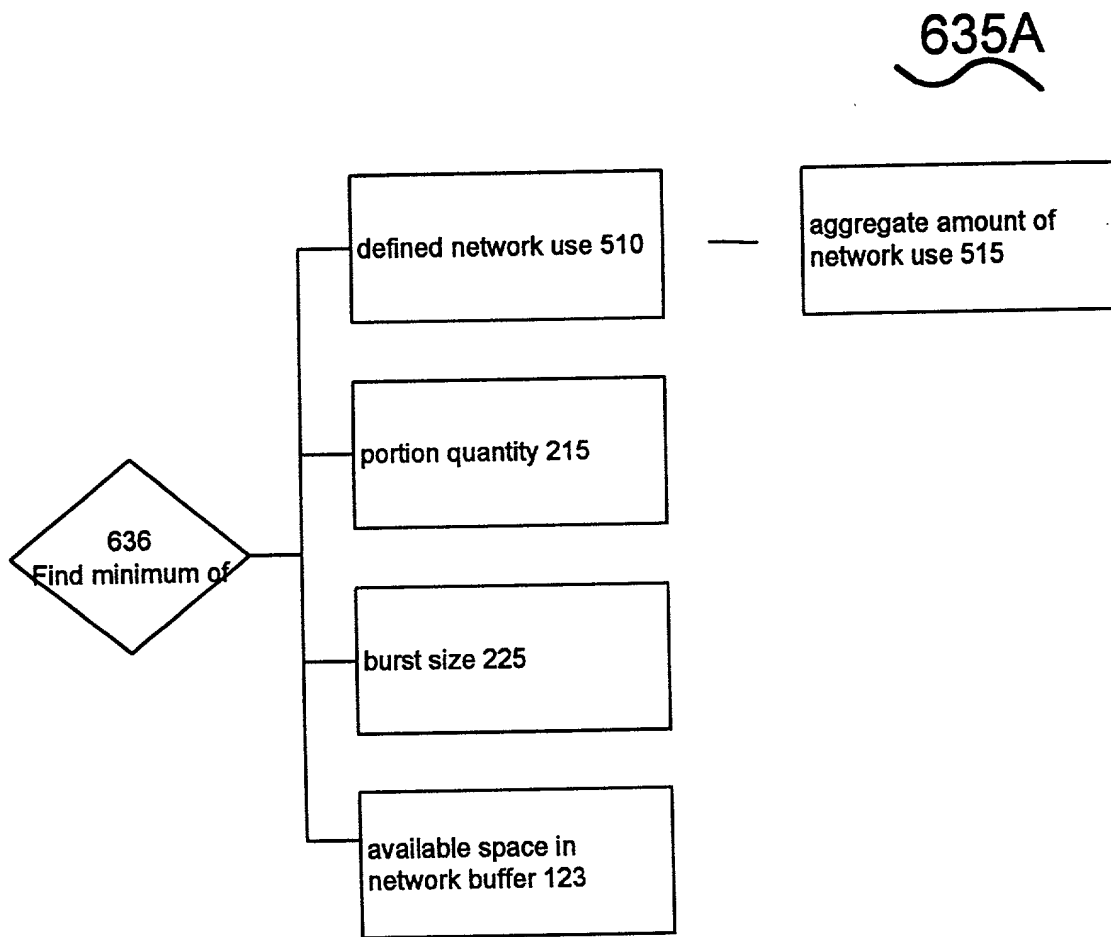 635A
defined network use 510
aggregate amount of
network use 515
portion quantity 215
636
Find minimum of
burst size 225
available space in
network buffer 123